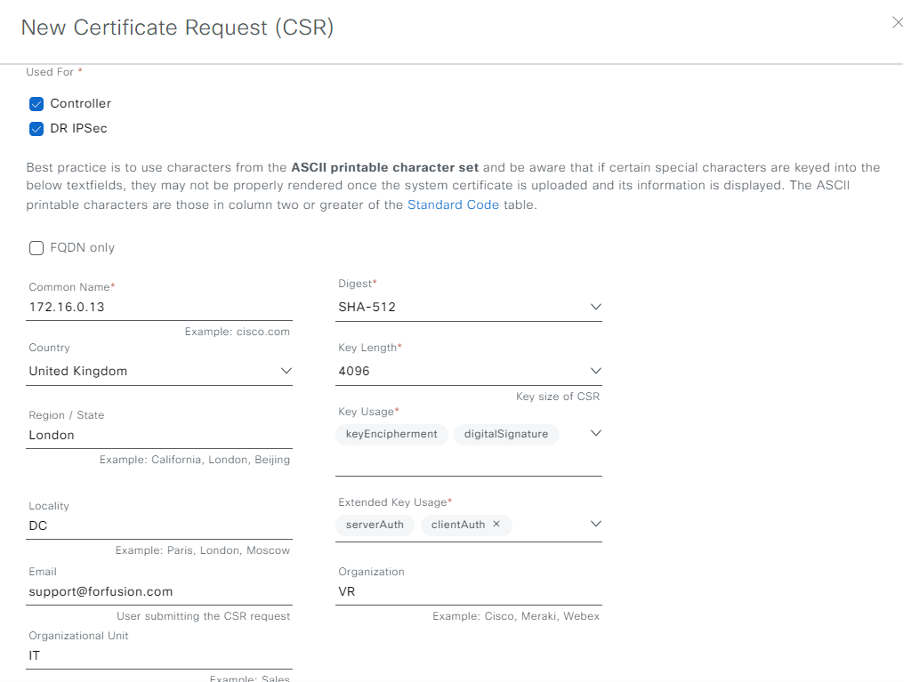 New Certificate Request (CSR)
Used For *
Controller
DR IPSec
Best practice is to use characters from the ASCII printable character set and be aware that if certain special characters are keyed into the
below textfields, they may not be properly rendered once the system certificate is uploaded and its information is displayed. The ASCII
printable characters are those in column two or greater of the Standard Code table.
FQDN only
Common Name*
172.16.0.13
Example: cisco.com
Digest*
SHA-512
Country
United Kingdom
Key Length*
4096
Key size of CSR
Region / State
London
Example: California, London, Beijing
Key Usage*
keyEncipherment digitalSignature
Locality
DC
Example: Paris, London, Moscow
Extended Key Usage*
serverAuth clientAuth ×
Email
support@forfusion.com
User submitting the CSR request
Organization
VR
Example: Cisco, Meraki, Webex
Organizational Unit
IT
Example: Sales